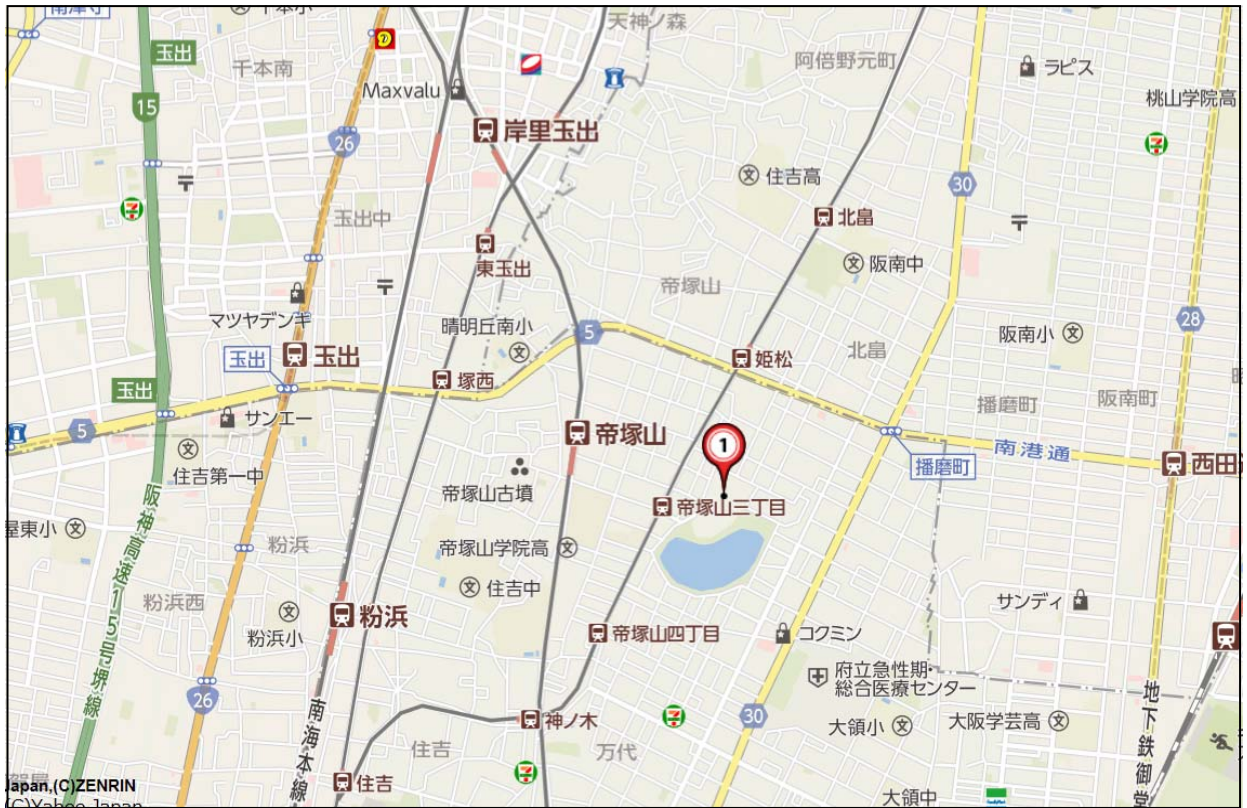 天神ノ森
玉出
千本南
阿倍野元町
ラピス
Maxvalu
桃山学院高
15
26
岸里玉出
住吉高
30
玉出中
北畠
東玉出
阪南中
帝塚山
マツヤデンキ
晴明丘南小
5
28
阪南小
玉出
玉出
塚西
姫松
北畠
玉出
播磨町
阪南町
サンエー
5
帝塚山
1
南港通
住吉第一中
播磨町
西田
帝塚山古墳
帝塚山三丁目
阪神高速15号堺線
屋東小
粉浜
帝塚山学院高
住吉中
粉浜西
サンディ
粉浜小
粉浜
帝塚山四丁目
コクミン
府立急性期・
総合医療センター
26
南海本線
神ノ木
30
大領小
大阪学芸高
地下鉄御堂
住吉
万代
住吉
大領中
Japan,(C)ZENRIN
(C)Yahoo Japan